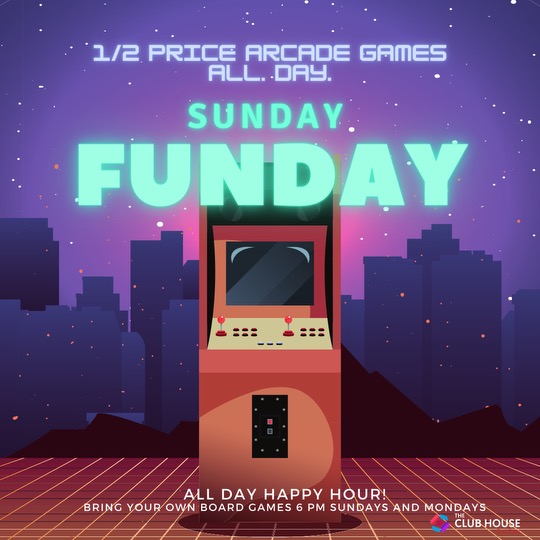 1/2 PRICE ARCADE GAMES
ALL. DAY.
SUNDAY
FUNDAY
ALL DAY HAPPY HOUR!
BRING YOUR OWN BOARD GAMES 6 PM SUNDAYS AND MONDAYS
THE
CLUB HOUSE